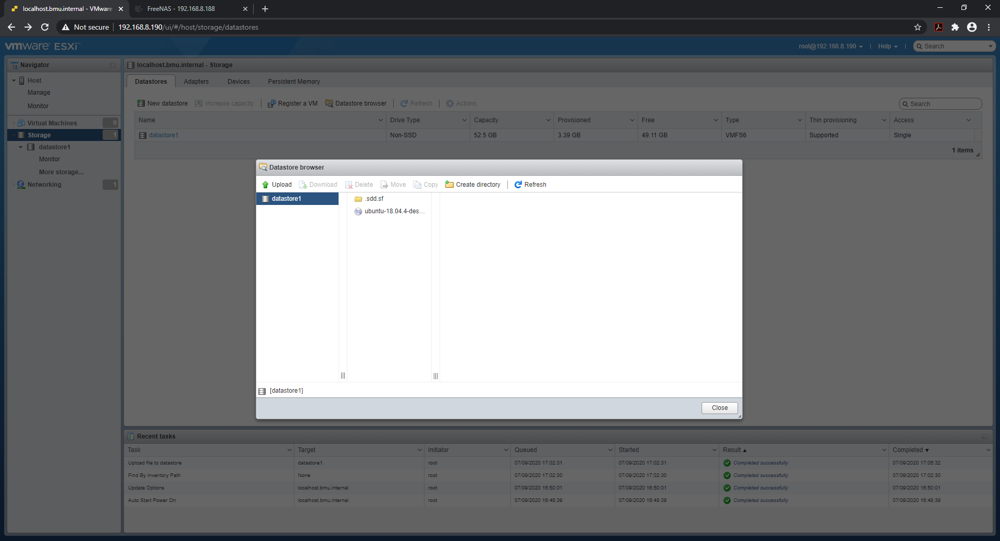 localhost.bmu.internal - VMware
FreeNAS - 192.168.8.188
Not secure
192.168.8.190/ui/#/host/storage/datastores
vmware ESXi™
root@192.168.8.190
Help
Search
Navigator
Host
Manage
Monitor
Virtual Machines 0
Storage 1
datastore1
Monitor
More storage...
Networking 1
localhost.bmu.internal - Storage
Datastores Adapters Devices Persistent Memory
New datastore Increase capacity Register a VM Datastore browser Refresh Actions
Search
Name Drive Type Capacity Provisioned Free Type Thin provisioning Access
datastore1 Non-SSD 52.5 GB 3.39 GB 49.11 GB VMFS6 Supported Single
1 items
Datastore browser
Upload Download Delete Move Copy Create directory Refresh
datastore1
.sdd.sf
ubuntu-18.04.4-des...
[datastore1]
Close
Recent tasks
Task Target Initiator Queued Started Result Completed
Upload file to datastore datastore1 root 07/09/2020 17:02:31 07/09/2020 17:02:31 Completed successfully 07/09/2020 17:05:32
Find By Inventory Path None root 07/09/2020 17:02:30 07/09/2020 17:02:30 Completed successfully 07/09/2020 17:02:30
Update Options localhost.bmu.internal root 07/09/2020 16:50:01 07/09/2020 16:50:01 Completed successfully 07/09/2020 16:50:01
Auto Start Power On localhost.bmu.internal root 07/09/2020 16:48:39 07/09/2020 16:48:39 Completed successfully 07/09/2020 16:48:39